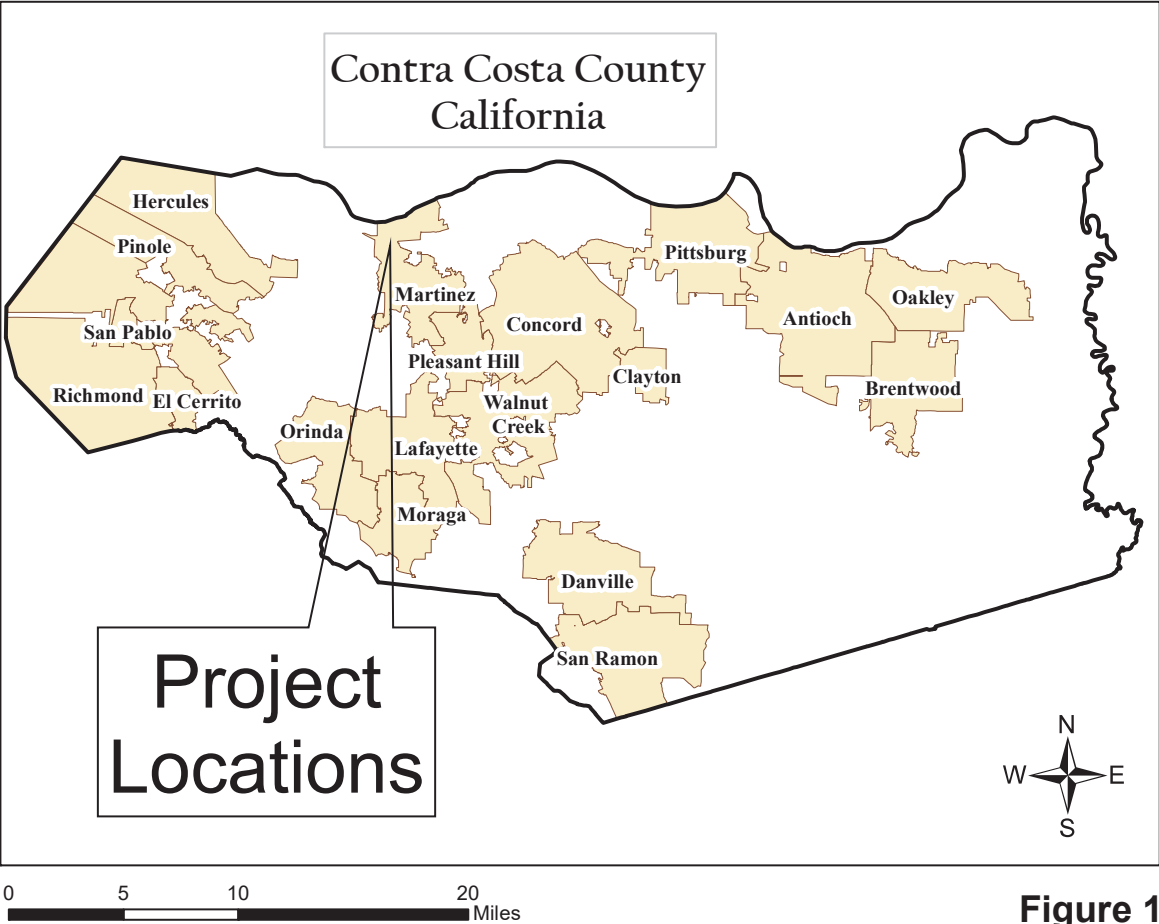 Contra Costa County
California
Hercules
Pinole
Pittsburg
Martinez
Oakley
San Pablo
Concord
Antioch
Pleasant Hill
Clayton
Richmond
El Cerrito
Walnut
Creek
Brentwood
Orinda
Lafayette
Moraga
Danville
San Ramon
Project
Locations
N
W
E
S
0 5 10 20
Miles
Figure 1